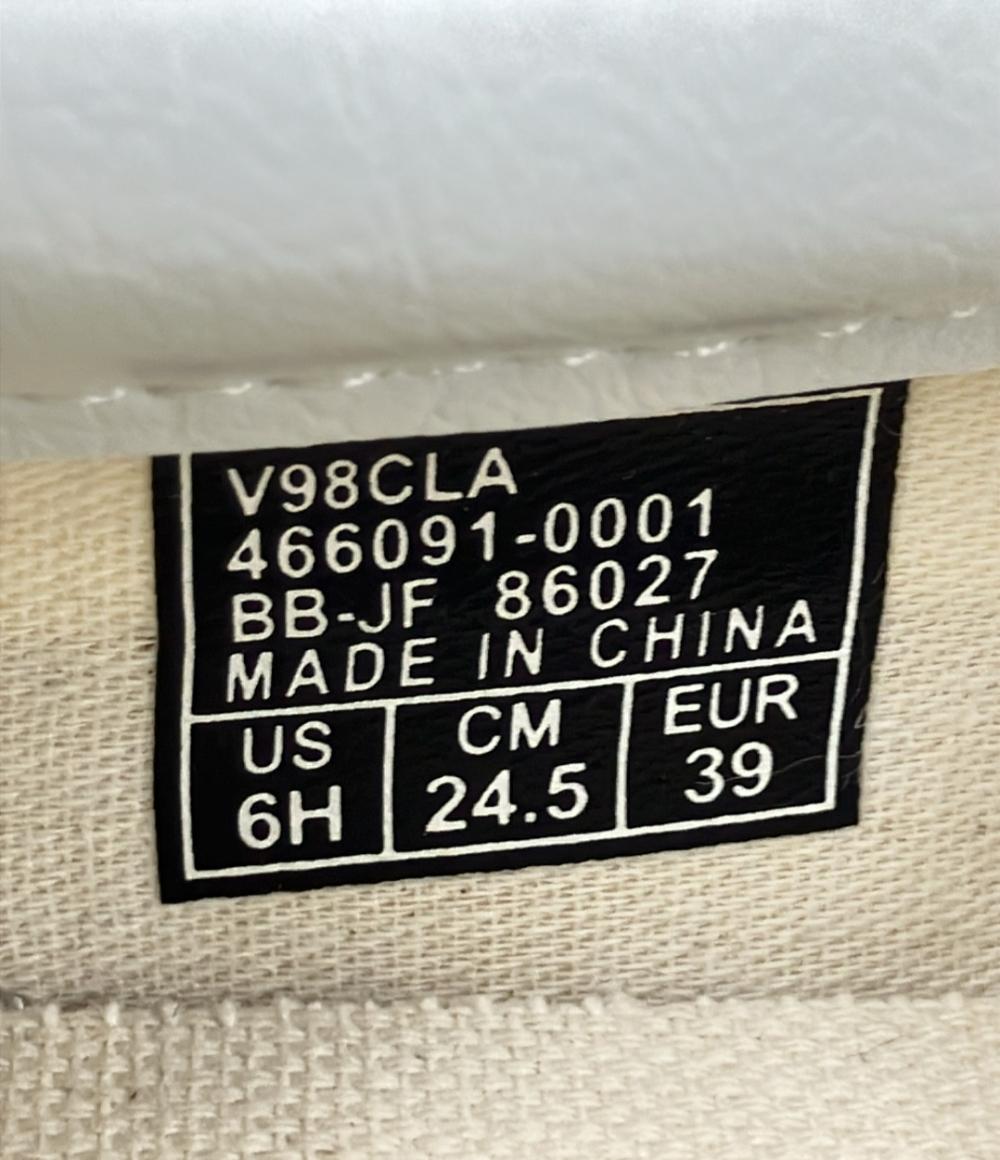 V98CLA
466091-0001
BB-JF 86027
MADE IN CHINA
US CM EUR
6H 24.5 39